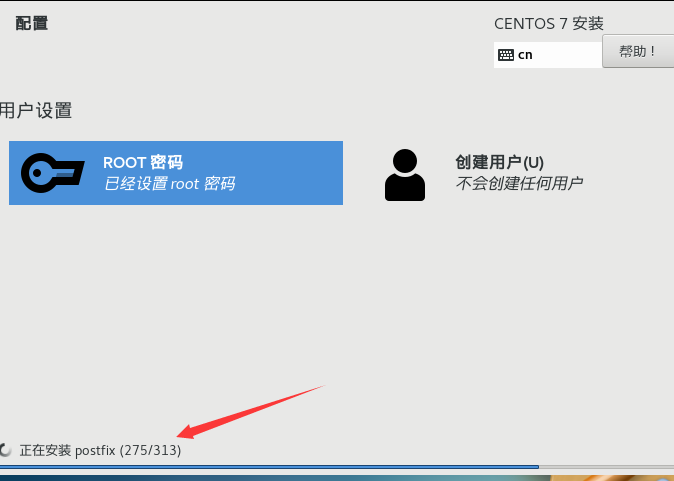 配置
CENTOS 7 安装
cn
帮助！
用户设置
ROOT 密码
已经设置 root 密码
创建用户(U)
不会创建任何用户
正在安装 postfix (275/313)